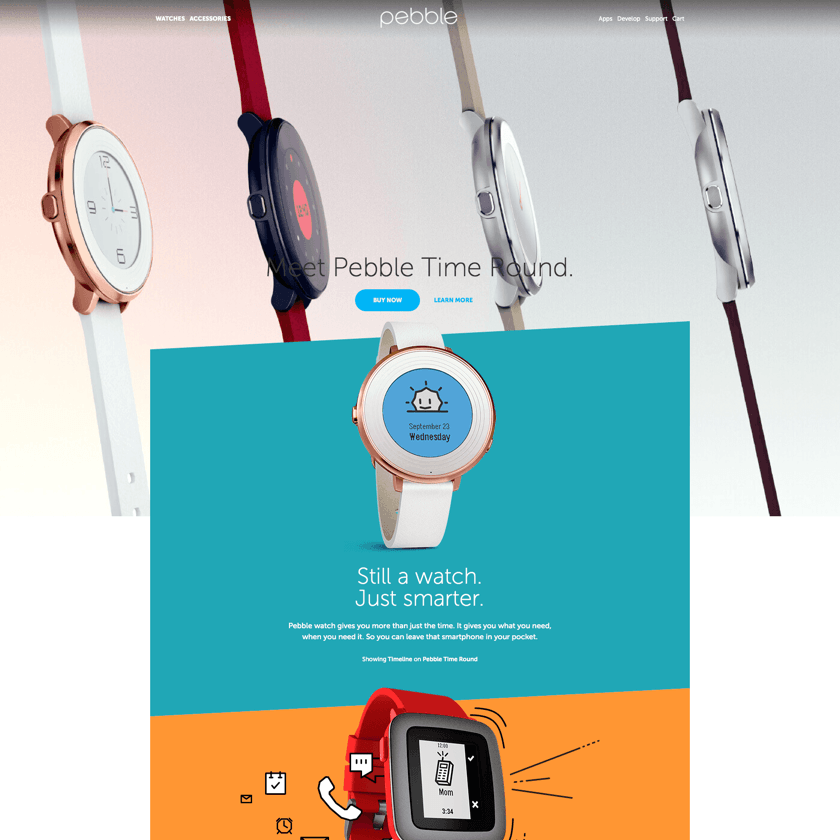 WATCHES ACCESSORIES
pebble
Apps Develop Support Cart
12
9
6
Meet Pebble Time Round.
BUY NOW
LEARN MORE
September 23
Wednesday
Still a watch.
Just smarter.
Pebble watch gives you more than just the time. It gives you what you need,
when you need it. So you can leave that smartphone in your pocket.
Showing Timeline on Pebble Time Round
12:00
Mom
3:34